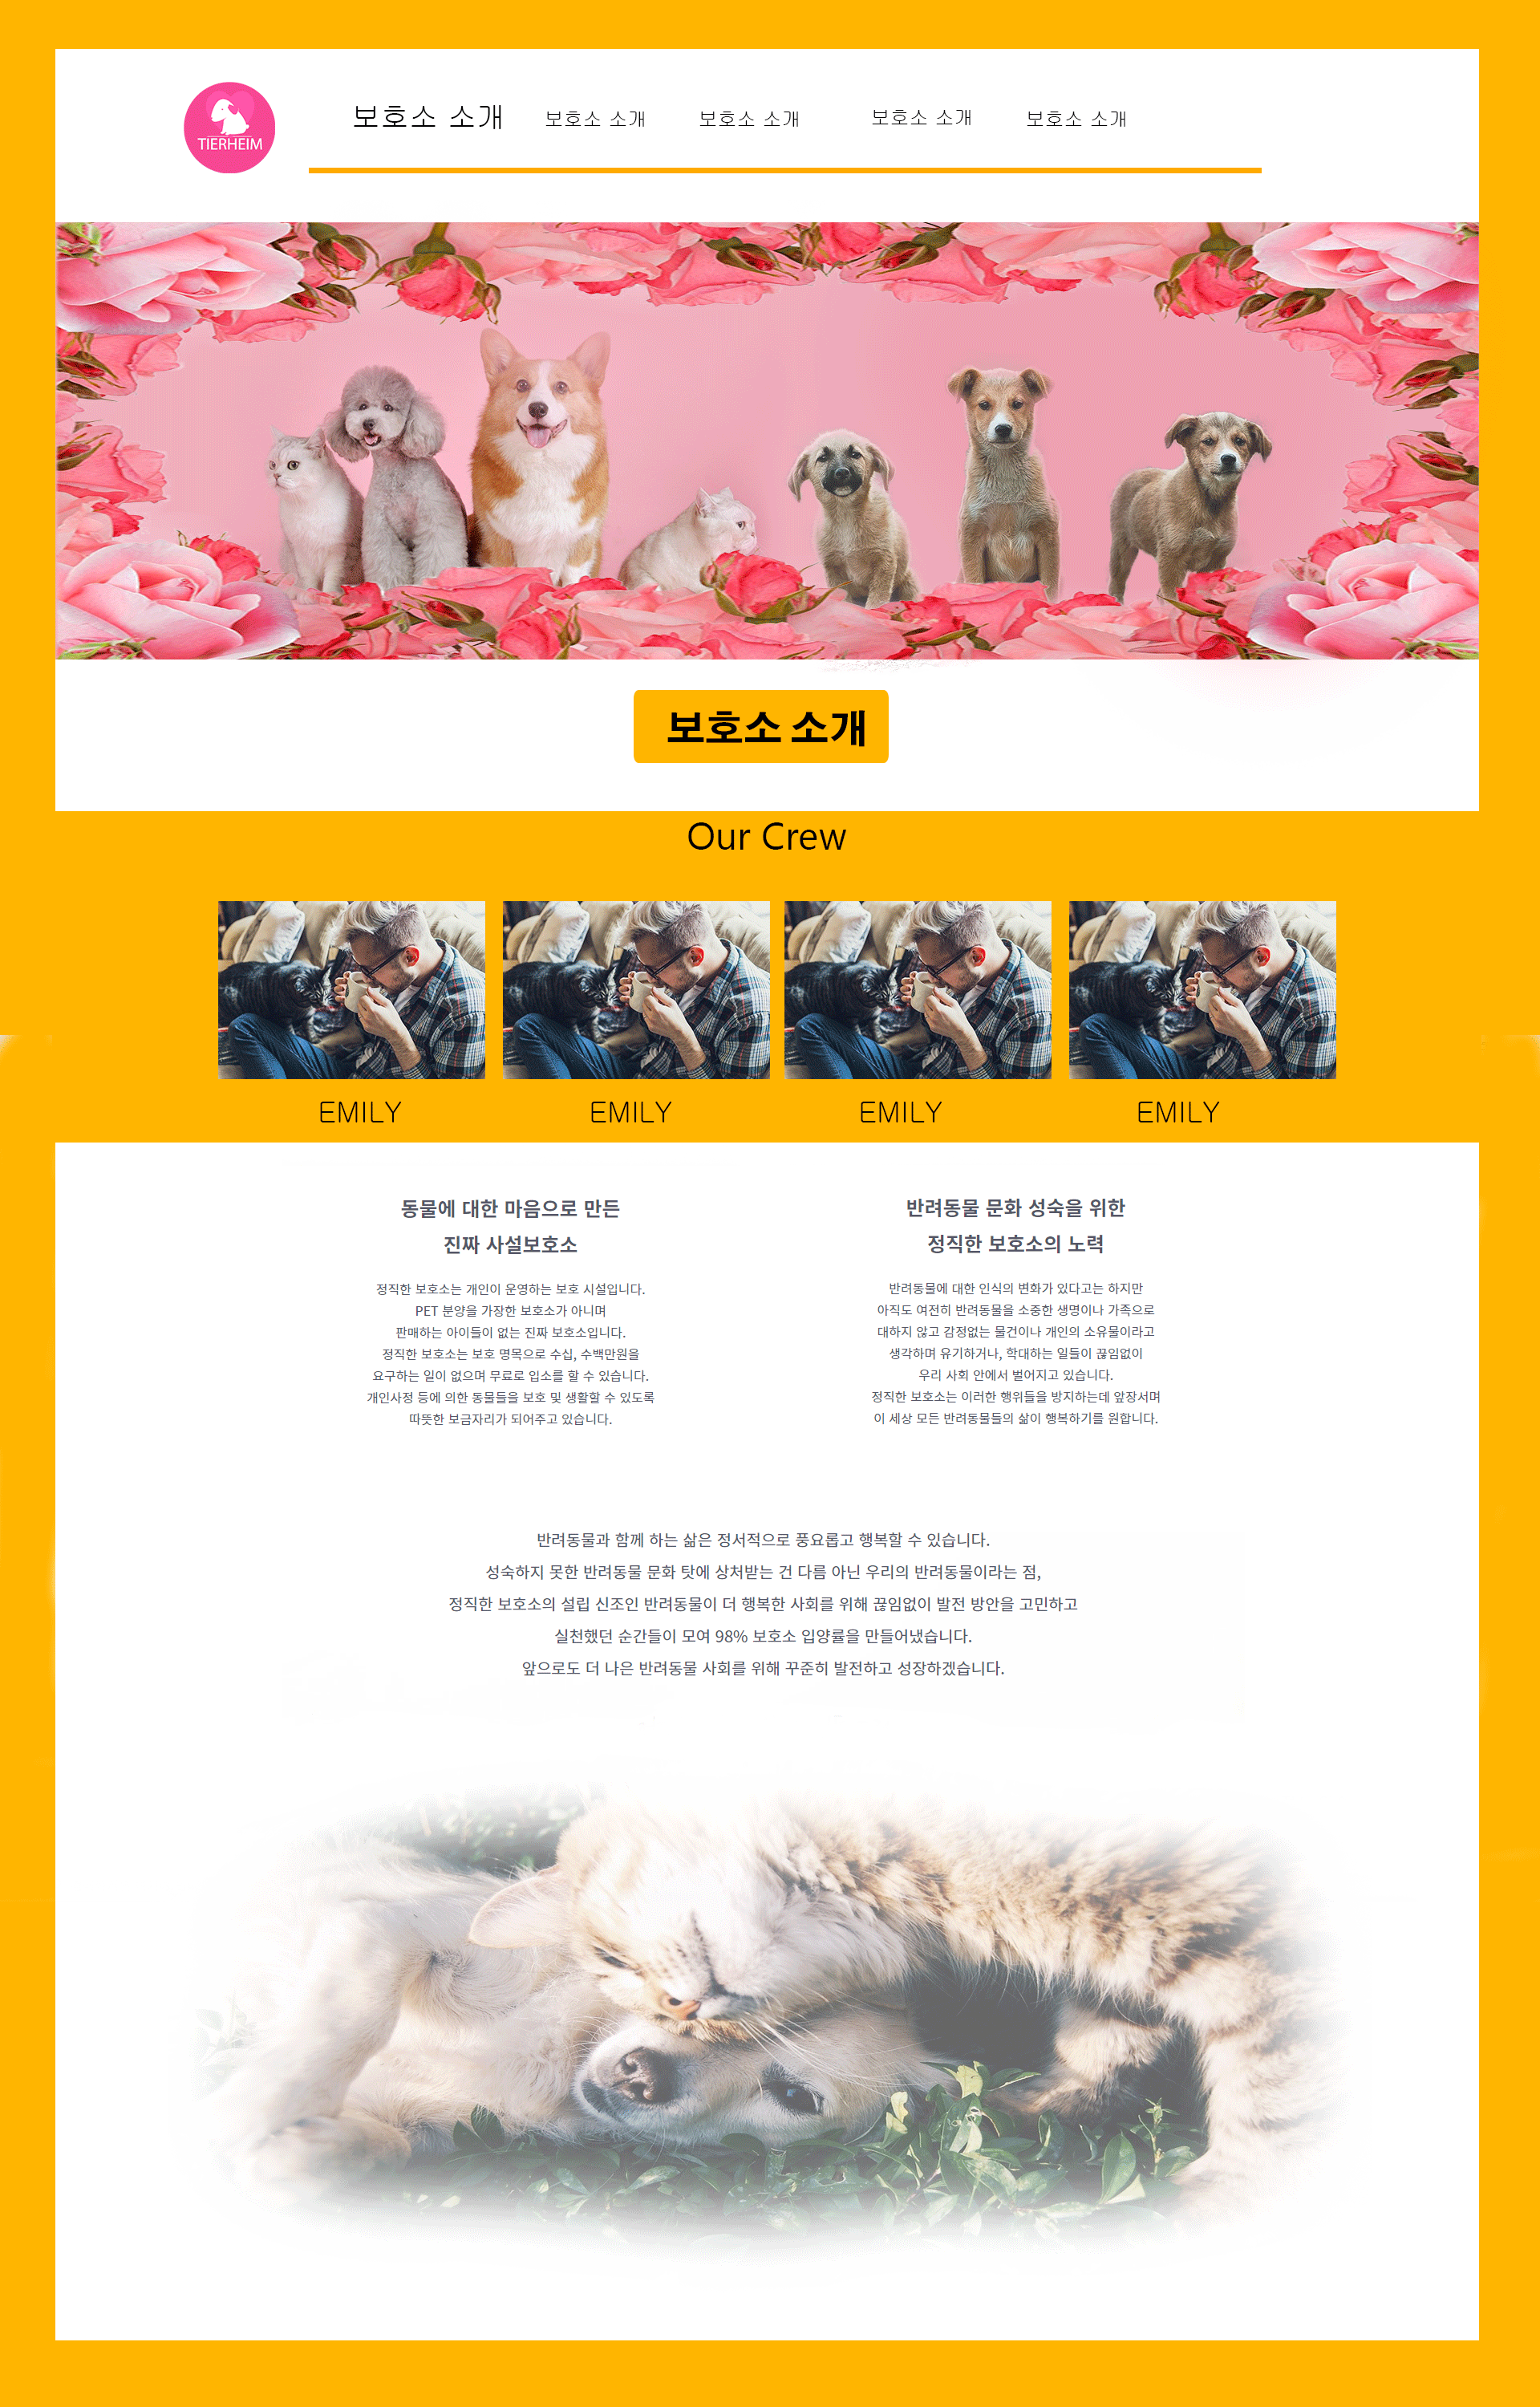 TIERHEIM
보호소 소개
보호소 소개
보호소 소개
보호소 소개
보호소 소개
보호소 소개
Our Crew
EMILY
EMILY
EMILY
EMILY
동물에 대한 마음으로 만든
진짜 사설보호소
정직한 보호소는 개인이 운영하는 보호 시설입니다.
PET 분양을 가장한 보호소가 아니며
판매하는 아이들이 없는 진짜 보호소입니다.
정직한 보호소는 보호 명목으로 수십, 수백만원을
요구하는 일이 없으며 무료로 입소를 할 수 있습니다.
개인사정 등에 의한 동물들을 보호 및 생활할 수 있도록
따뜻한 보금자리가 되어주고 있습니다.
반려동물 문화 성숙을 위한
정직한 보호소의 노력
반려동물에 대한 인식의 변화가 있다고는 하지만
아직도 여전히 반려동물을 소중한 생명이나 가족으로
대하지 않고 감정없는 물건이나 개인의 소유물이라고
생각하며 유기하거나, 학대하는 일들이 끊임없이
우리 사회 안에서 벌어지고 있습니다.
정직한 보호소는 이러한 행위들을 방지하는데 앞장서며
이 세상 모든 반려동물들의 삶이 행복하기를 원합니다.
반려동물과 함께 하는 삶은 정서적으로 풍요롭고 행복할 수 있습니다.
성숙하지 못한 반려동물 문화 탓에 상처받는 건 다름 아닌 우리의 반려동물이라는 점,
정직한 보호소의 설립 신조인 반려동물이 더 행복한 사회를 위해 끊임없이 발전 방안을 고민하고
실천했던 순간들이 모여 98% 보호소 입양률을 만들어냈습니다.
앞으로도 더 나은 반려동물 사회를 위해 꾸준히 발전하고 성장하겠습니다.